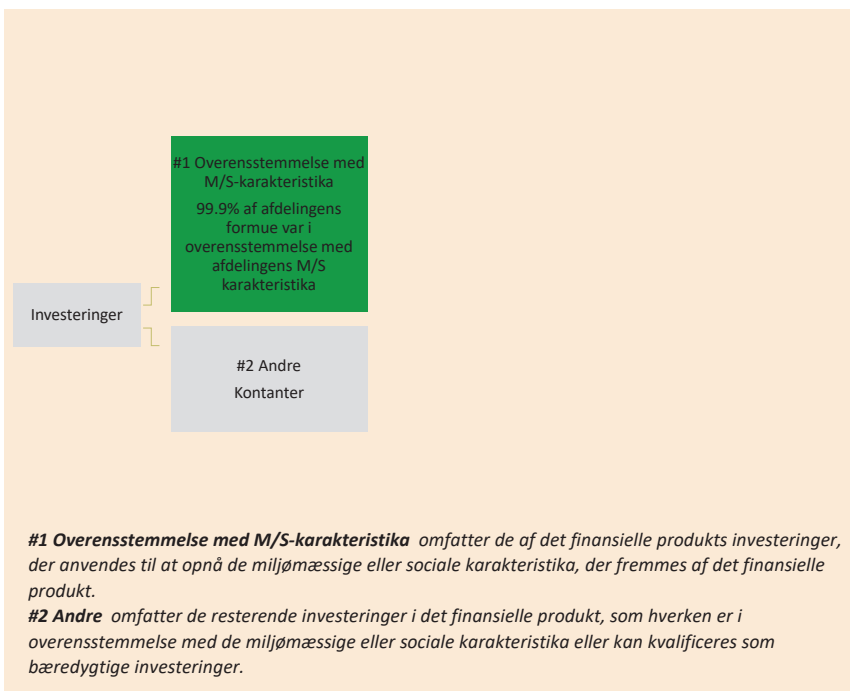 #1 Overensstemmelse med
M/S-karakteristika
99.9% af afdelingens
formue var i
overensstemmelse med
afdelingens M/S
karakteristika
Investeringer
#2 Andre
Kontanter
#1 Overensstemmelse med M/S-karakteristika omfatter de af det finansielle produkts investeringer,
der anvendes til at opnå de miljømæssige eller sociale karakteristika, der fremmes af det finansielle
produkt.
#2 Andre omfatter de resterende investeringer i det finansielle produkt, som hverken er i
overensstemmelse med de miljømæssige eller sociale karakteristika eller kan kvalificeres som
bæredygtige investeringer.